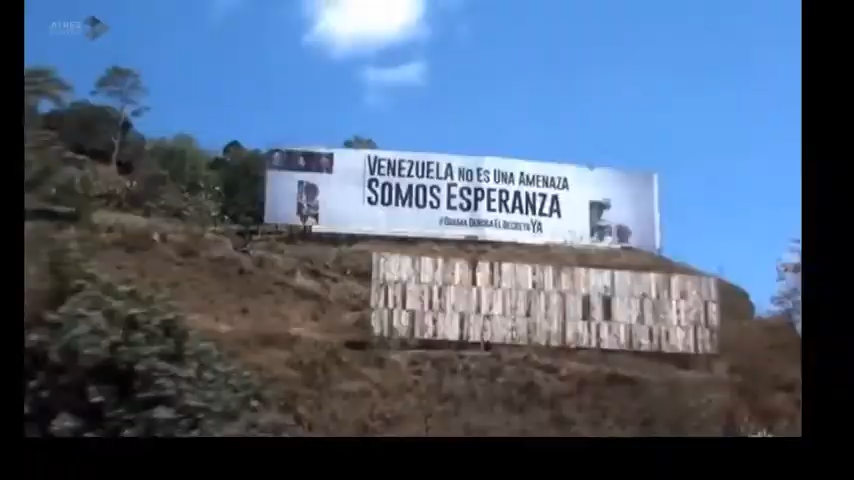 VENEZUELA NO ES UNA AMENAZA
SOMOS ESPERANZA
#OBAMA DEROGA EL DECRETO YA